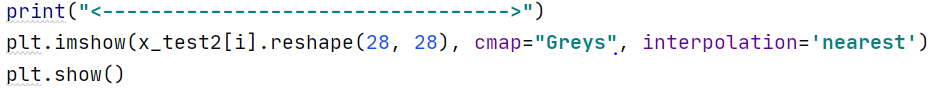 print("<---------------------------------->")
plt.imshow(x_test2[i].reshape(28, 28), cmap="Greys", interpolation='nearest')
plt.show()